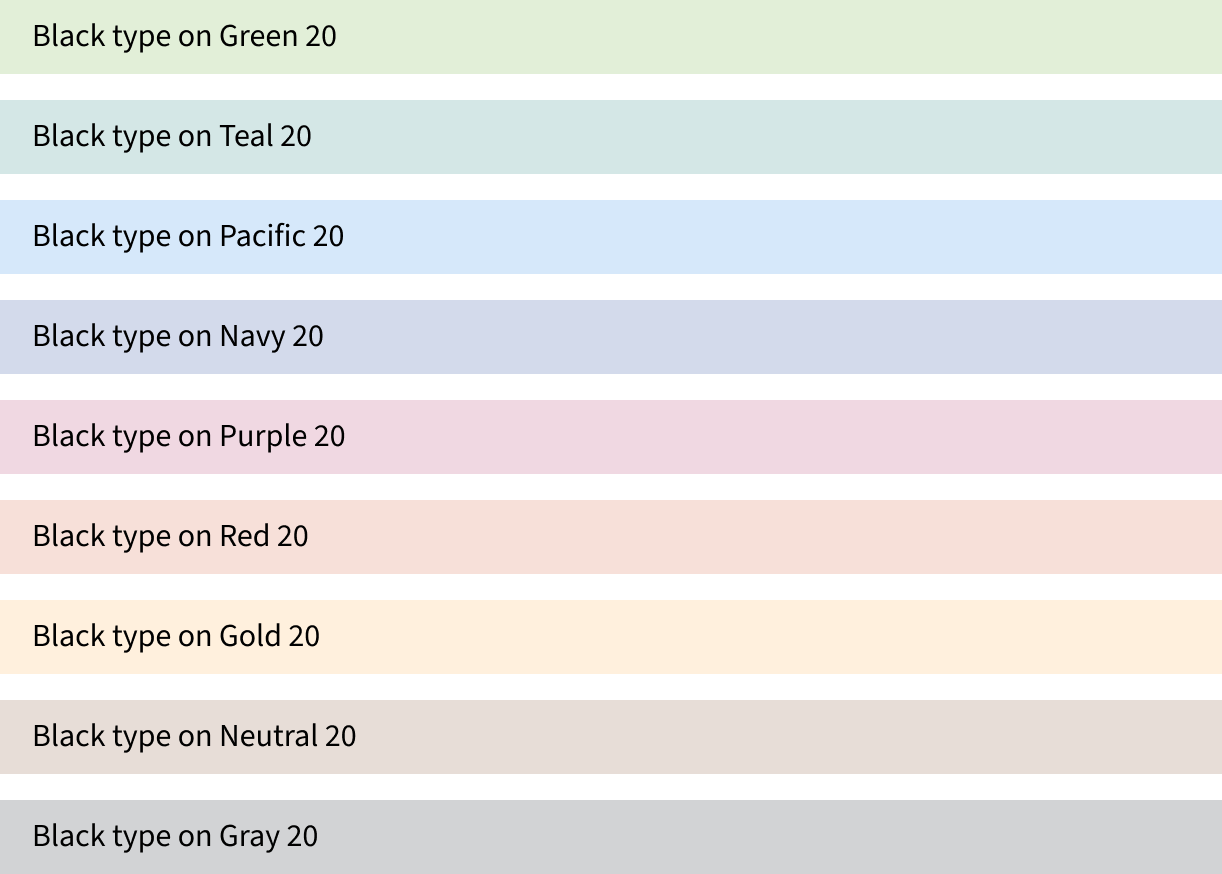 Black type on Green 20
Black type on Teal 20
Black type on Pacific 20
Black type on Navy 20
Black type on Purple 20
Black type on Red 20
Black type on Gold 20
Black type on Neutral 20
Black type on Gray 20